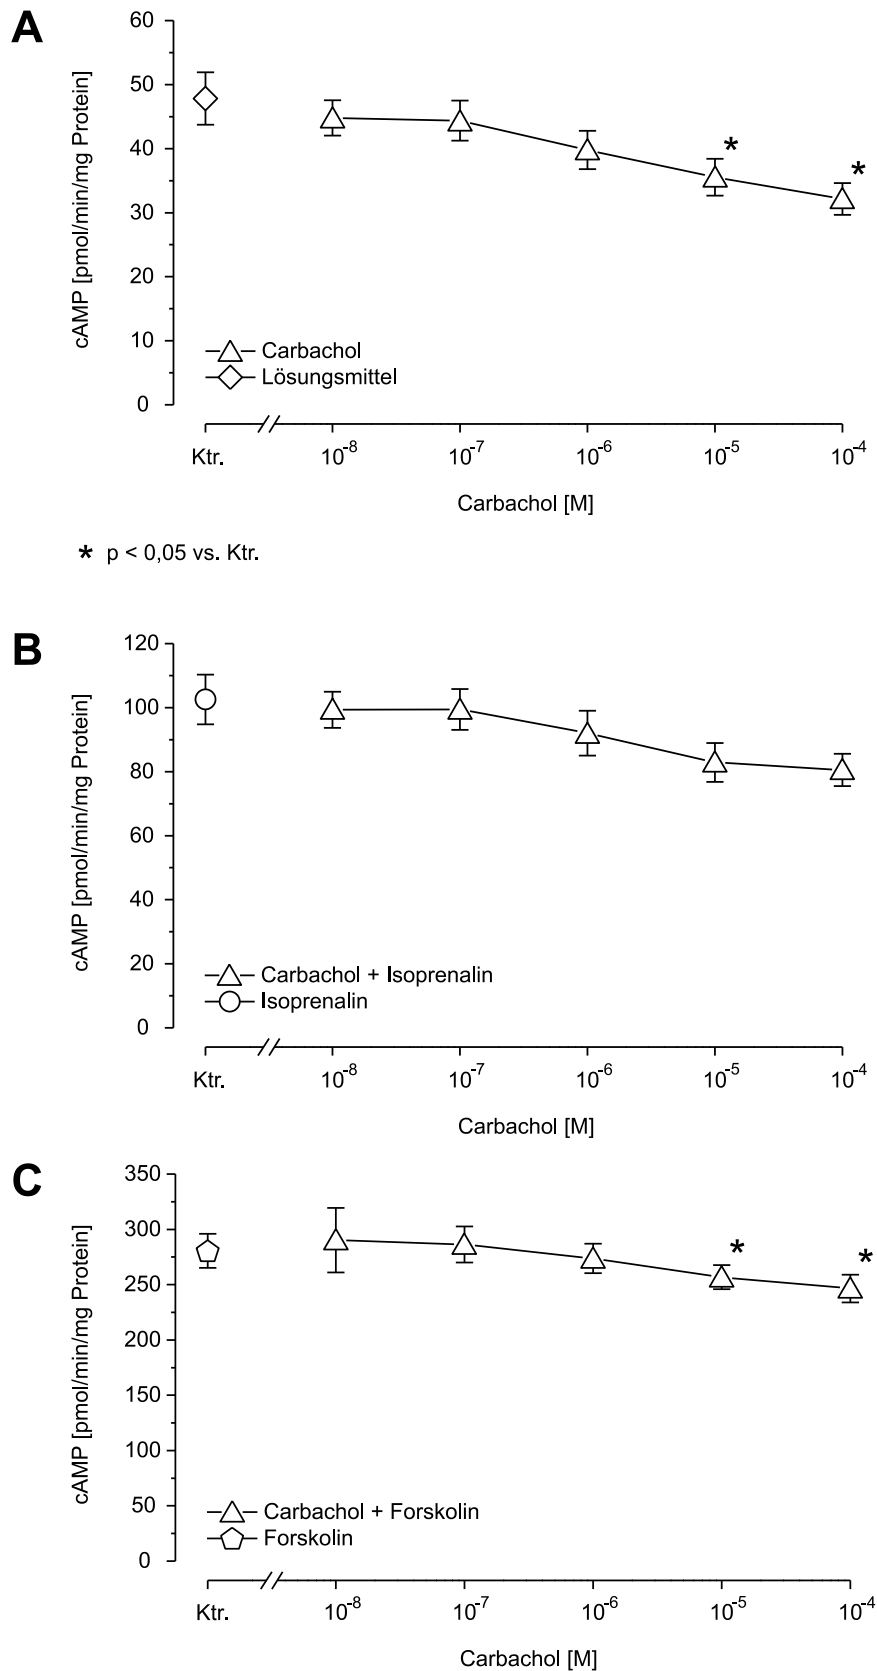 A
60
50
40
30
20
10
0
cAMP [pmol/min/mg Protein]
Carbachol
Lösungsmittel
Ktr. 10⁻⁸ 10⁻⁷ 10⁻⁶ 10⁻⁵ 10⁻⁴
Carbachol [M]
* *
* p < 0,05 vs. Ktr.
B
120
100
80
60
40
20
0
cAMP [pmol/min/mg Protein]
Carbachol + Isoprenalin
Isoprenalin
Ktr. 10⁻⁸ 10⁻⁷ 10⁻⁶ 10⁻⁵ 10⁻⁴
Carbachol [M]
C
350
300
250
200
150
100
50
0
cAMP [pmol/min/mg Protein]
* *
Carbachol + Forskolin
Forskolin
Ktr. 10⁻⁸ 10⁻⁷ 10⁻⁶ 10⁻⁵ 10⁻⁴
Carbachol [M]